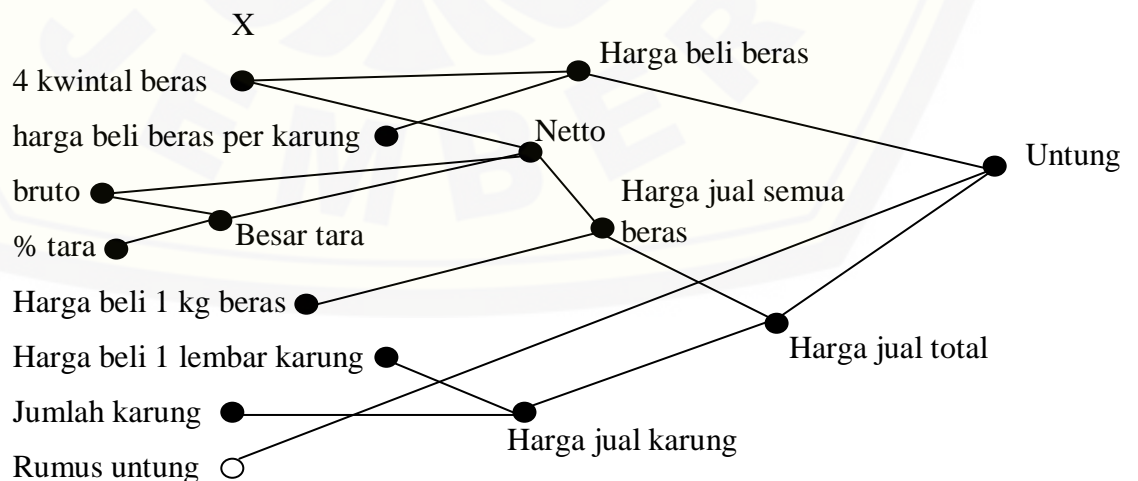 X
4 kwintal beras
Harga beli beras
harga beli beras per karung
Netto
Untung
bruto
Harga jual semua
beras
% tara
Besar tara
Harga beli 1 kg beras
Harga beli 1 lembar karung
Harga jual total
Jumlah karung
Harga jual karung
Rumus untung
JEMBER